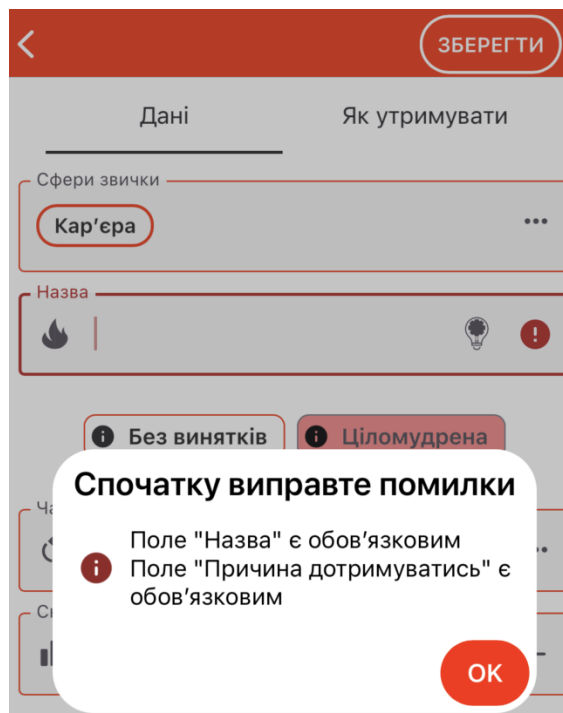 ЗБЕРЕГТИ
Дані
Як утримувати
Сфери звички
Кар’єра
Назва
Без винятків
Ціломудрена
Спочатку виправте помилки
Поле "Назва" є обов’язковим
Поле "Причина дотримуватись" є
обов’язковим
OK